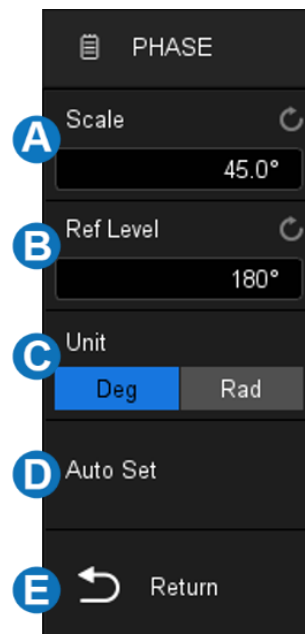 PHASE
A
Scale
45.0°
B
Ref Level
180°
C
Unit
Deg Rad
D
Auto Set
E
Return